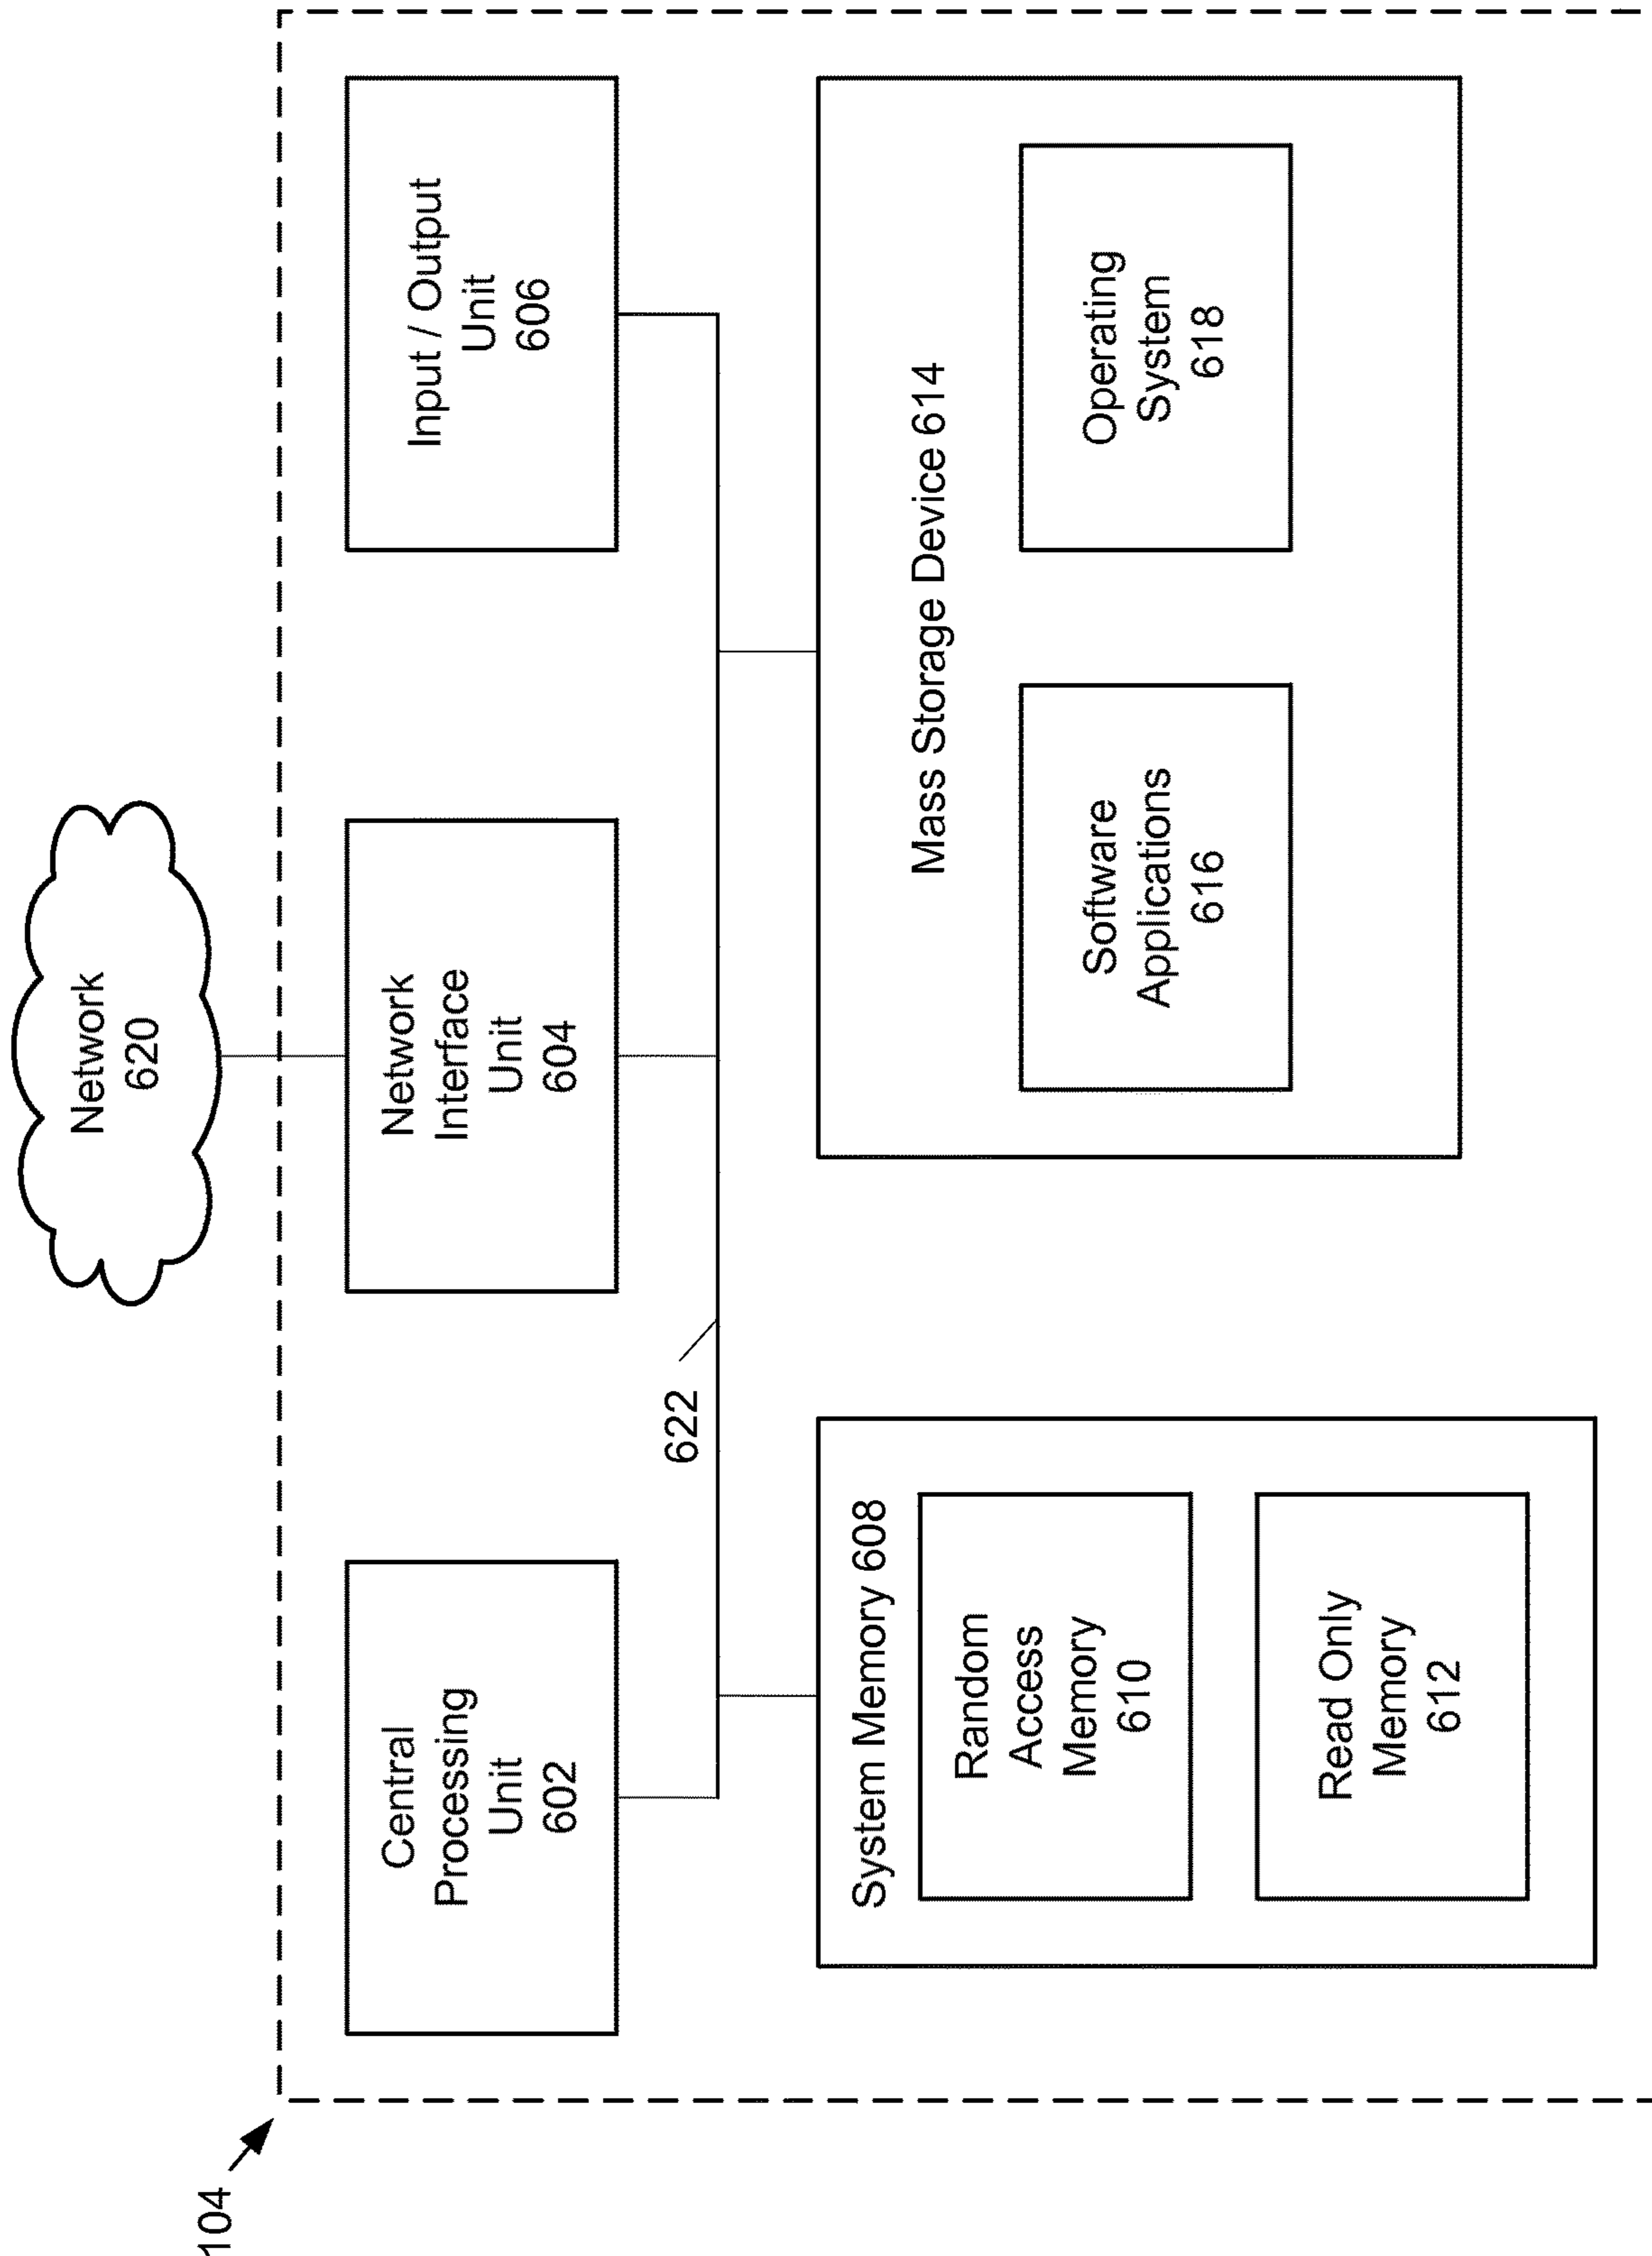 104
Network
620
Central
Processing
Unit
602
Network
Interface
Unit
604
Input / Output
Unit
606
622
System Memory 608
Random
Access
Memory
610
Read Only
Memory
612
Mass Storage Device 614
Software
Applications
616
Operating
System
618